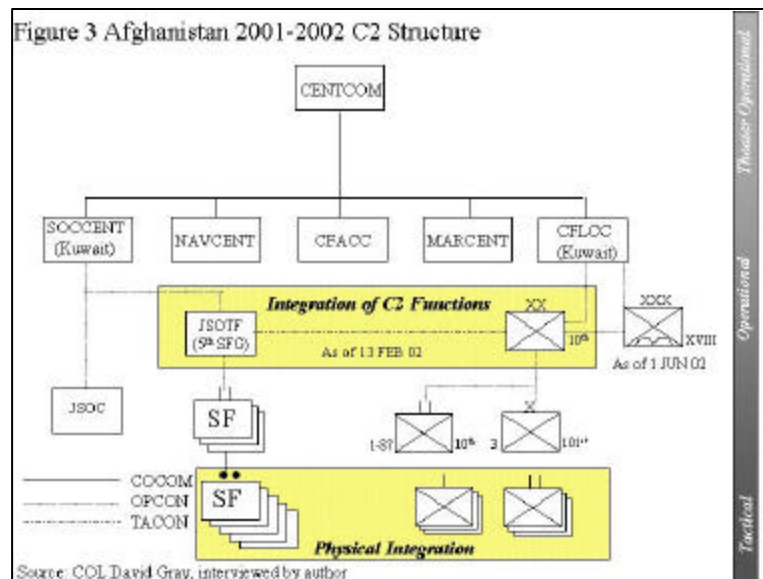 Figure 3 Afghanistan 2001-2002 C2 Structure
Theater Operational
CENTCOM
SOCCENT
(Kuwait)
NAVCENT
CFACC
MARCENT
CFLCC
(Kuwait)
Operational
Integration of C2 Functions
JSOTF
(5th SFG)
As of 13 FEB 02
XX
10th
XXX
XVIII
As of 1 JUN 02
JSOC
SF
1-87
10th
X
3
101st
COCOM
OPCON
TACON
SF
Physical Integration
Tactical
Source: COL David Gray, interviewed by author